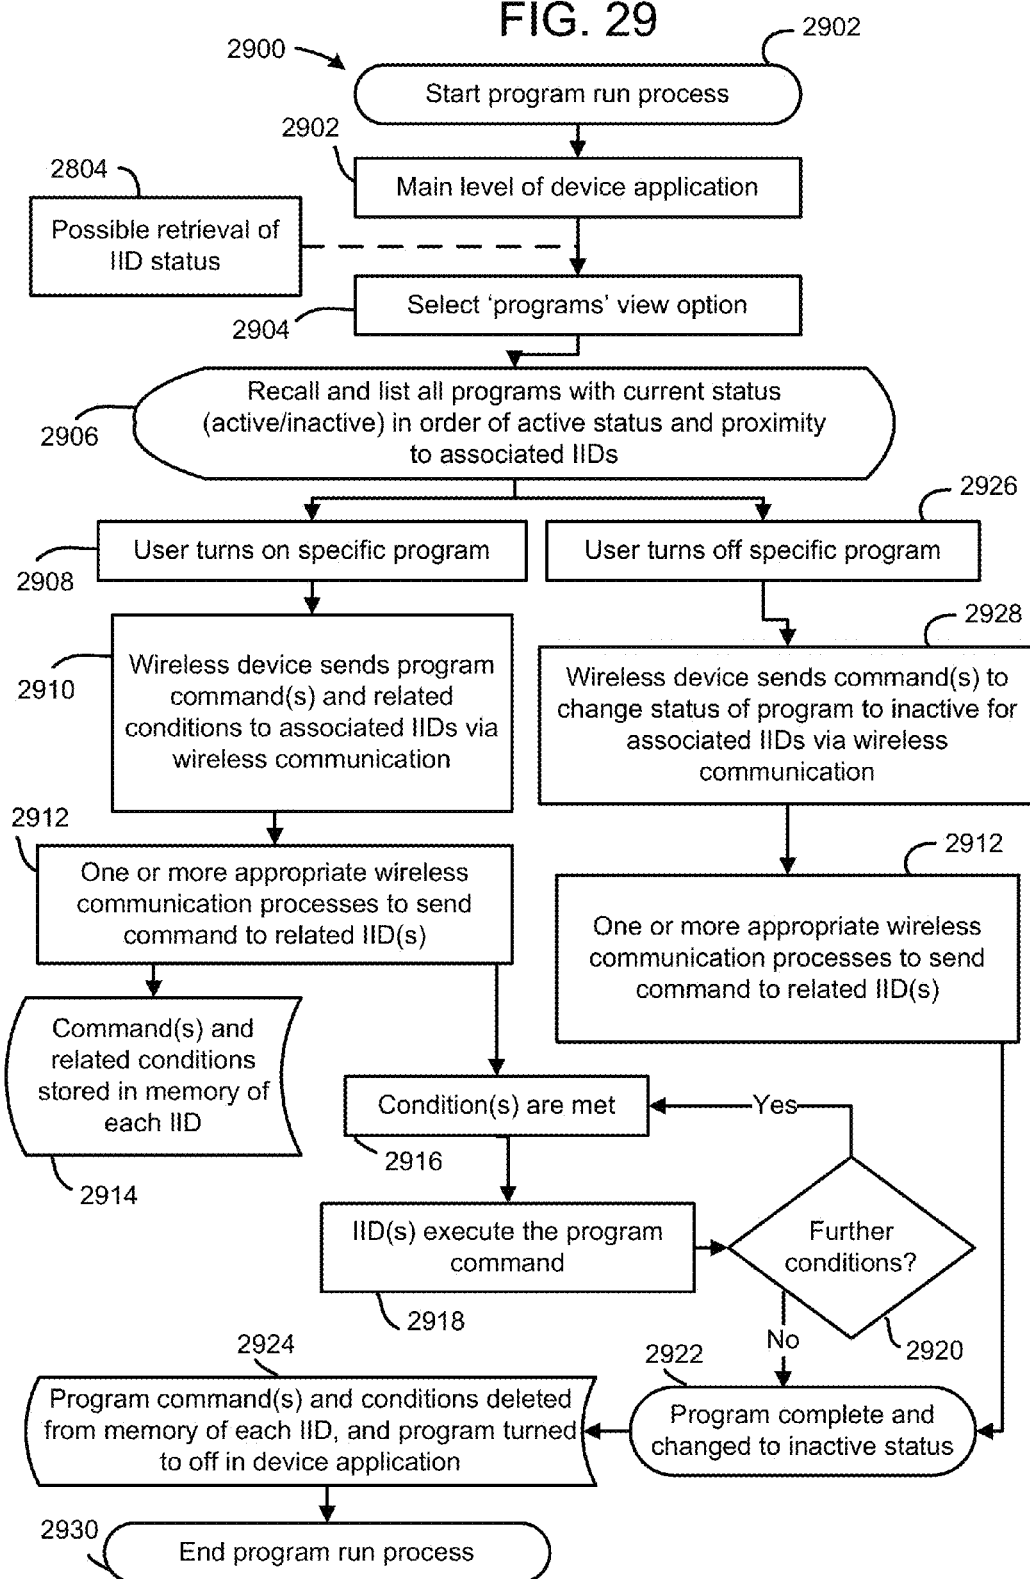 FIG. 29
2900
2902
Start program run process
2902
Main level of device application
2804
Possible retrieval of
IID status
Select ‘programs’ view option
2904
Recall and list all programs with current status
(active/inactive) in order of active status and proximity
to associated IIDs
2906
2926
User turns on specific program
User turns off specific program
2908
2928
Wireless device sends program
command(s) and related
conditions to associated IIDs via
wireless communication
2910
Wireless device sends command(s) to
change status of program to inactive for
associated IIDs via wireless
communication
2912
One or more appropriate wireless
communication processes to send
command to related IID(s)
2912
One or more appropriate wireless
communication processes to send
command to related IID(s)
Command(s) and
related conditions
stored in memory of
each IID
2914
Condition(s) are met
Yes
2916
IID(s) execute the program
command
2918
Further
conditions?
2920
No
2922
2924
Program command(s) and conditions deleted
from memory of each IID, and program turned
to off in device application
Program complete and
changed to inactive status
2930
End program run process